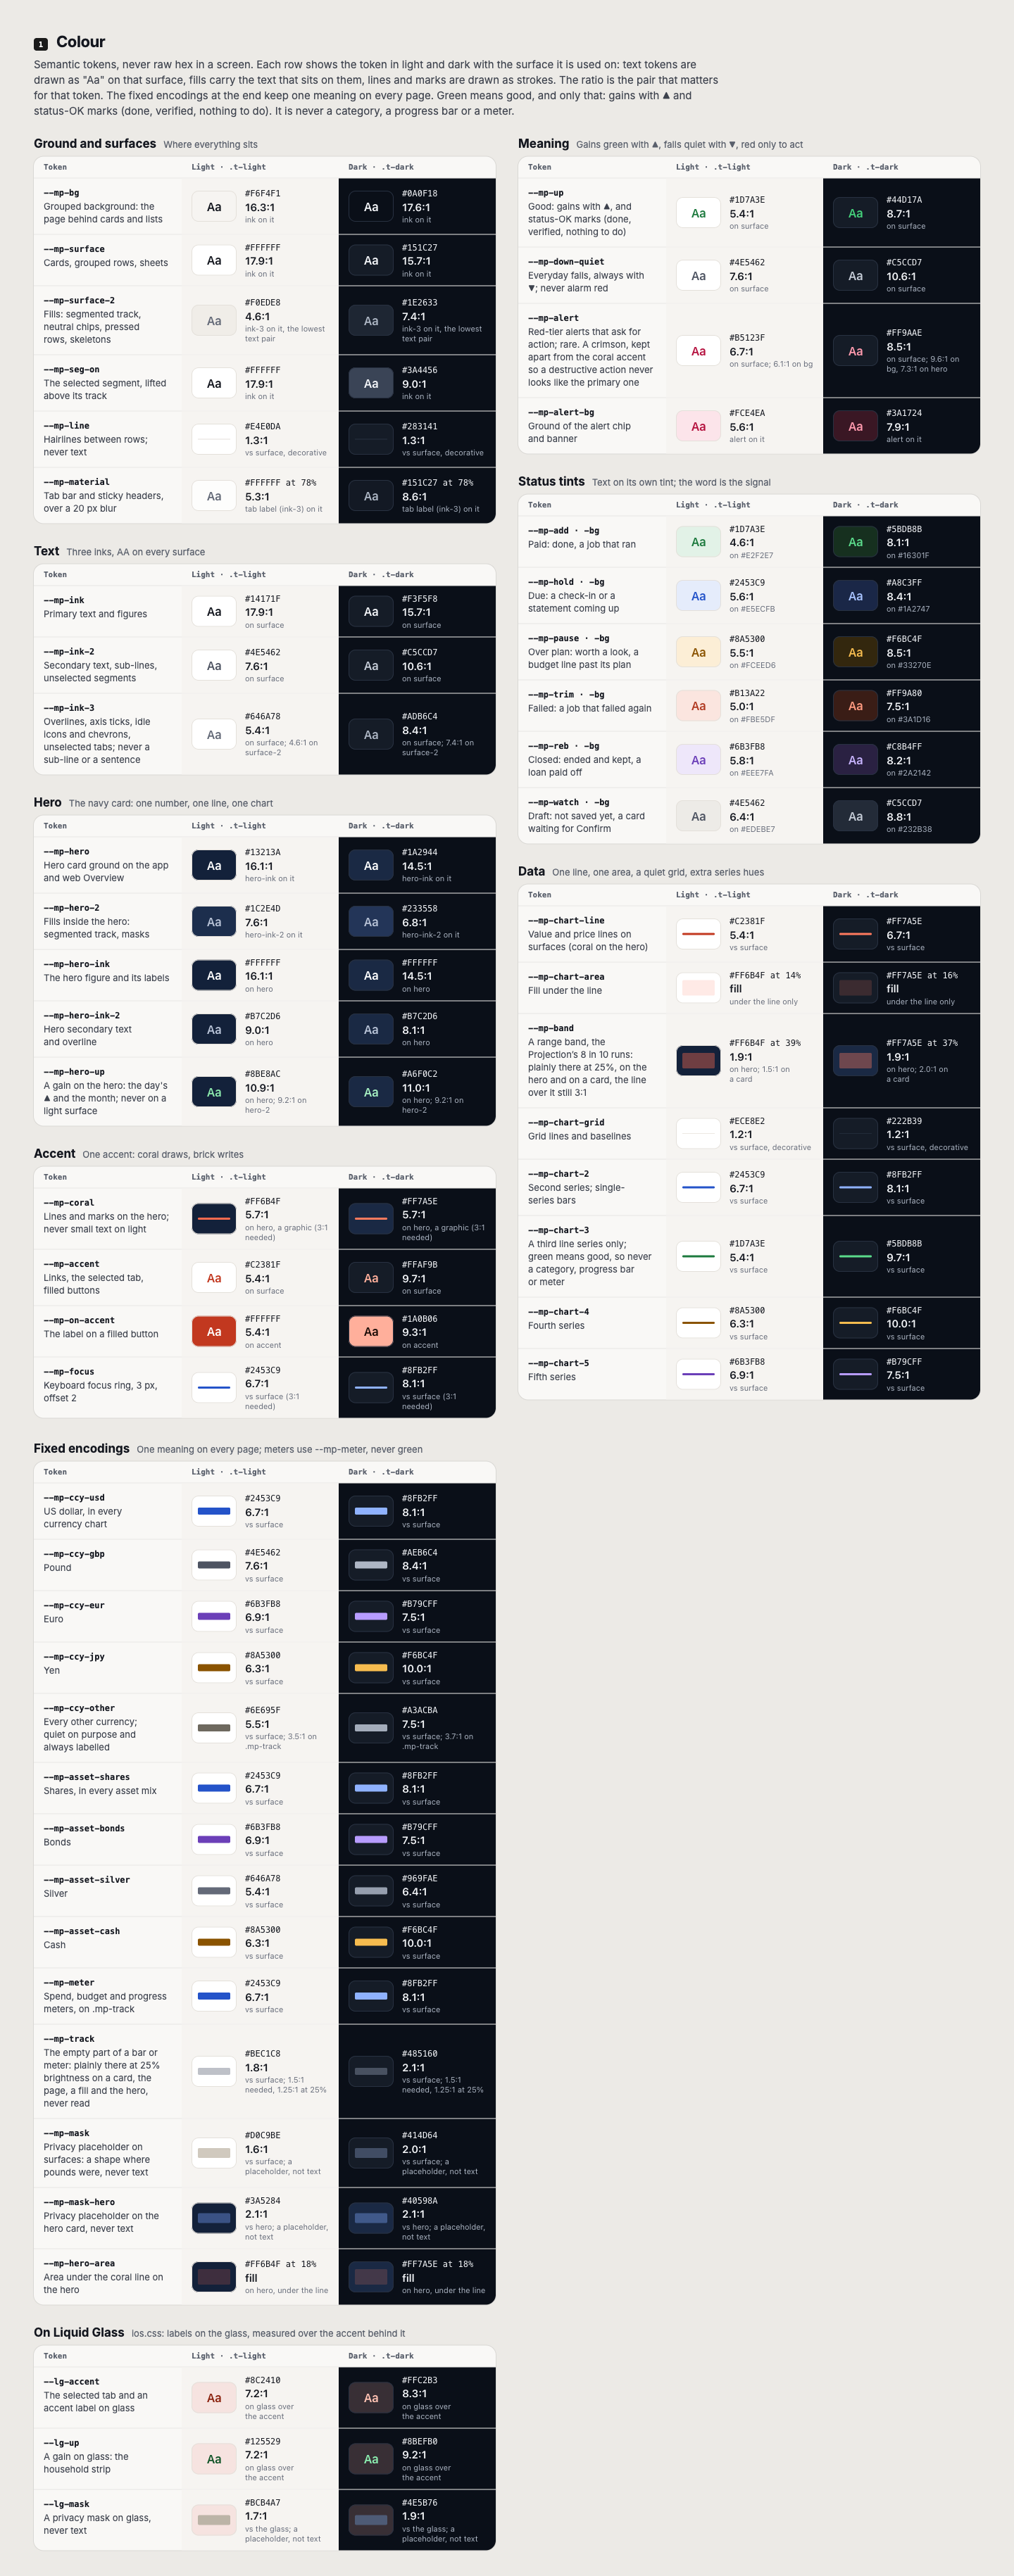 1 Colour
Semantic tokens, never raw hex in a screen. Each row shows the token in light and dark with the surface it is used on: text tokens are
drawn as "Aa" on that surface, fills carry the text that sits on them, lines and marks are drawn as strokes. The ratio is the pair that matters
for that token. The fixed encodings at the end keep one meaning on every page. Green means good, and only that: gains with ▲ and
status-OK marks (done, verified, nothing to do). It is never a category, a progress bar or a meter.
Ground and surfaces Where everything sits
Token Light · .t-light Dark · .t-dark
--mp-bg
Grouped background: the
page behind cards and lists
Aa #F6F4F1
16.3:1
ink on it
Aa #0A0F18
17.6:1
ink on it
--mp-surface
Cards, grouped rows, sheets
Aa #FFFFFF
17.9:1
ink on it
Aa #151C27
15.7:1
ink on it
--mp-surface-2
Fills: segmented track,
neutral chips, pressed
rows, skeletons
Aa #F0EDE8
4.6:1
ink-3 on it, the lowest
text pair
Aa #1E2633
7.4:1
ink-3 on it, the lowest
text pair
--mp-seg-on
The selected segment, lifted
above its track
Aa #FFFFFF
17.9:1
ink on it
Aa #3A4456
9.0:1
ink on it
--mp-line
Hairlines between rows;
never text
#E4E0DA
1.3:1
vs surface, decorative
#283141
1.3:1
vs surface, decorative
--mp-material
Tab bar and sticky headers,
over a 20 px blur
Aa #FFFFFF at 78%
5.3:1
tab label (ink-3) on it
Aa #151C27 at 78%
8.6:1
tab label (ink-3) on it
Text Three inks, AA on every surface
Token Light · .t-light Dark · .t-dark
--mp-ink
Primary text and figures
Aa #14171F
17.9:1
on surface
Aa #F3F5F8
15.7:1
on surface
--mp-ink-2
Secondary text, sub-lines,
unselected segments
Aa #4E5462
7.6:1
on surface
Aa #C5CCD7
10.6:1
on surface
--mp-ink-3
Overlines, axis ticks, idle
icons and chevrons,
unselected tabs; never a
sub-line or a sentence
Aa #646A78
5.4:1
on surface; 4.6:1 on
surface-2
Aa #ADB6C4
8.4:1
on surface; 7.4:1 on
surface-2
Hero The navy card: one number, one line, one chart
Token Light · .t-light Dark · .t-dark
--mp-hero
Hero card ground on the app
and web Overview
Aa #13213A
16.1:1
hero-ink on it
Aa #1A2944
14.5:1
hero-ink on it
--mp-hero-2
Fills inside the hero:
segmented track, masks
Aa #1C2E4D
7.6:1
hero-ink-2 on it
Aa #233558
6.8:1
hero-ink-2 on it
--mp-hero-ink
The hero figure and its labels
Aa #FFFFFF
16.1:1
on hero
Aa #FFFFFF
14.5:1
on hero
--mp-hero-ink-2
Hero secondary text
and overline
Aa #B7C2D6
9.0:1
on hero
Aa #B7C2D6
8.1:1
on hero
--mp-hero-up
A gain on the hero: the day's
▲ and the month; never on a
light surface
Aa #8BE8AC
10.9:1
on hero; 9.2:1 on
hero-2
Aa #A6F0C2
11.0:1
on hero; 9.2:1 on
hero-2
Accent One accent: coral draws, brick writes
Token Light · .t-light Dark · .t-dark
--mp-coral
Lines and marks on the hero;
never small text on light
#FF6B4F
5.7:1
on hero, a graphic (3:1
needed)
#FF7A5E
5.7:1
on hero, a graphic (3:1
needed)
--mp-accent
Links, the selected tab,
filled buttons
Aa #C2381F
5.4:1
on surface
Aa #FFAF9B
9.7:1
on surface
--mp-on-accent
The label on a filled button
Aa #FFFFFF
5.4:1
on accent
Aa #1A0B06
9.3:1
on accent
--mp-focus
Keyboard focus ring, 3 px,
offset 2
#2453C9
6.7:1
vs surface (3:1
needed)
#8FB2FF
8.1:1
vs surface (3:1
needed)
Meaning Gains green with ▲, falls quiet with ▼, red only to act
Token Light · .t-light Dark · .t-dark
--mp-up
Good: gains with ▲, and
status-OK marks (done,
verified, nothing to do)
Aa #1D7A3E
5.4:1
on surface
Aa #44D17A
8.7:1
on surface
--mp-down-quiet
Everyday falls, always with
▼; never alarm red
Aa #4E5462
7.6:1
on surface
Aa #C5CCD7
10.6:1
on surface
--mp-alert
Red-tier alerts that ask for
action; rare. A crimson, kept
apart from the coral accent
so a destructive action never
looks like the primary one
Aa #B5123F
6.7:1
on surface; 6.1:1 on bg
Aa #FF9AAE
8.5:1
on surface; 9.6:1 on
bg, 7.3:1 on hero
--mp-alert-bg
Ground of the alert chip
and banner
Aa #FCE4EA
5.6:1
alert on it
Aa #3A1724
7.9:1
alert on it
Status tints Text on its own tint; the word is the signal
Token Light · .t-light Dark · .t-dark
--mp-add · -bg
Paid: done, a job that ran
Aa #1D7A3E
4.6:1
on #E2F2E7
Aa #5BDB8B
8.1:1
on #16301F
--mp-hold · -bg
Due: a check-in or a
statement coming up
Aa #2453C9
5.6:1
on #E5ECFB
Aa #A8C3FF
8.4:1
on #1A2747
--mp-pause · -bg
Over plan: worth a look, a
budget line past its plan
Aa #8A5300
5.5:1
on #FCEED6
Aa #F6BC4F
8.5:1
on #33270E
--mp-trim · -bg
Failed: a job that failed again
Aa #B13A22
5.0:1
on #FBE5DF
Aa #FF9A80
7.5:1
on #3A1D16
--mp-reb · -bg
Closed: ended and kept, a
loan paid off
Aa #6B3FB8
5.8:1
on #EEE7FA
Aa #C8B4FF
8.2:1
on #2A2142
--mp-watch · -bg
Draft: not saved yet, a card
waiting for Confirm
Aa #4E5462
6.4:1
on #EDEBE7
Aa #C5CCD7
8.8:1
on #232B38
Data One line, one area, a quiet grid, extra series hues
Token Light · .t-light Dark · .t-dark
--mp-chart-line
Value and price lines on
surfaces (coral on the hero)
#C2381F
5.4:1
vs surface
#FF7A5E
6.7:1
vs surface
--mp-chart-area
Fill under the line
#FF6B4F at 14%
fill
under the line only
#FF7A5E at 16%
fill
under the line only
--mp-band
A range band, the
Projection's 8 in 10 runs:
plainly there at 25%, on the
hero and on a card, the line
over it still 3:1
#FF6B4F at 39%
1.9:1
on hero; 1.5:1 on
a card
#FF7A5E at 37%
1.9:1
on hero; 2.0:1 on
a card
--mp-chart-grid
Grid lines and baselines
#ECE8E2
1.2:1
vs surface, decorative
#222B39
1.2:1
vs surface, decorative
--mp-chart-2
Second series; single-
series bars
#2453C9
6.7:1
vs surface
#8FB2FF
8.1:1
vs surface
--mp-chart-3
A third line series only;
green means good, so never
a category, progress bar
or meter
#1D7A3E
5.4:1
vs surface
#5BDB8B
9.7:1
vs surface
--mp-chart-4
Fourth series
#8A5300
6.3:1
vs surface
#F6BC4F
10.0:1
vs surface
--mp-chart-5
Fifth series
#6B3FB8
6.9:1
vs surface
#B79CFF
7.5:1
vs surface
Fixed encodings One meaning on every page; meters use --mp-meter, never green
Token Light · .t-light Dark · .t-dark
--mp-ccy-usd
US dollar, in every
currency chart
#2453C9
6.7:1
vs surface
#8FB2FF
8.1:1
vs surface
--mp-ccy-gbp
Pound
#4E5462
7.6:1
vs surface
#AEB6C4
8.4:1
vs surface
--mp-ccy-eur
Euro
#6B3FB8
6.9:1
vs surface
#B79CFF
7.5:1
vs surface
--mp-ccy-jpy
Yen
#8A5300
6.3:1
vs surface
#F6BC4F
10.0:1
vs surface
--mp-ccy-other
Every other currency;
quiet on purpose and
always labelled
#6E695F
5.5:1
vs surface; 3.5:1 on
.mp-track
#A3ACBA
7.5:1
vs surface; 3.7:1 on
.mp-track
--mp-asset-shares
Shares, in every asset mix
#2453C9
6.7:1
vs surface
#8FB2FF
8.1:1
vs surface
--mp-asset-bonds
Bonds
#6B3FB8
6.9:1
vs surface
#B79CFF
7.5:1
vs surface
--mp-asset-silver
Silver
#646A78
5.4:1
vs surface
#969FAE
6.4:1
vs surface
--mp-asset-cash
Cash
#8A5300
6.3:1
vs surface
#F6BC4F
10.0:1
vs surface
--mp-meter
Spend, budget and progress
meters, on .mp-track
#2453C9
6.7:1
vs surface
#8FB2FF
8.1:1
vs surface
--mp-track
The empty part of a bar or
meter: plainly there at 25%
brightness on a card, the
page, a fill and the hero,
never read
#BEC1C8
1.8:1
vs surface; 1.5:1
needed, 1.25:1 at 25%
#485160
2.1:1
vs surface; 1.5:1
needed, 1.25:1 at 25%
--mp-mask
Privacy placeholder on
surfaces: a shape where
pounds were, never text
#D0C9BE
1.6:1
vs surface; a
placeholder, not text
#414D64
2.0:1
vs surface; a
placeholder, not text
--mp-mask-hero
Privacy placeholder on the
hero card, never text
#3A5284
2.1:1
vs hero; a placeholder,
not text
#40598A
2.1:1
vs hero; a placeholder,
not text
--mp-hero-area
Area under the coral line on
the hero
#FF6B4F at 18%
fill
on hero, under the line
#FF7A5E at 18%
fill
on hero, under the line
On Liquid Glass ios.css: labels on the glass, measured over the accent behind it
Token Light · .t-light Dark · .t-dark
--lg-accent
The selected tab and an
accent label on glass
Aa #8C2410
7.2:1
on glass over
the accent
Aa #FFC2B3
8.3:1
on glass over
the accent
--lg-up
A gain on glass: the
household strip
Aa #125529
7.2:1
on glass over
the accent
Aa #8BEFB0
9.2:1
on glass over
the accent
--lg-mask
A privacy mask on glass,
never text
#BCB4A7
1.7:1
vs the glass; a
placeholder, not text
#4E5B76
1.9:1
vs the glass; a
placeholder, not text